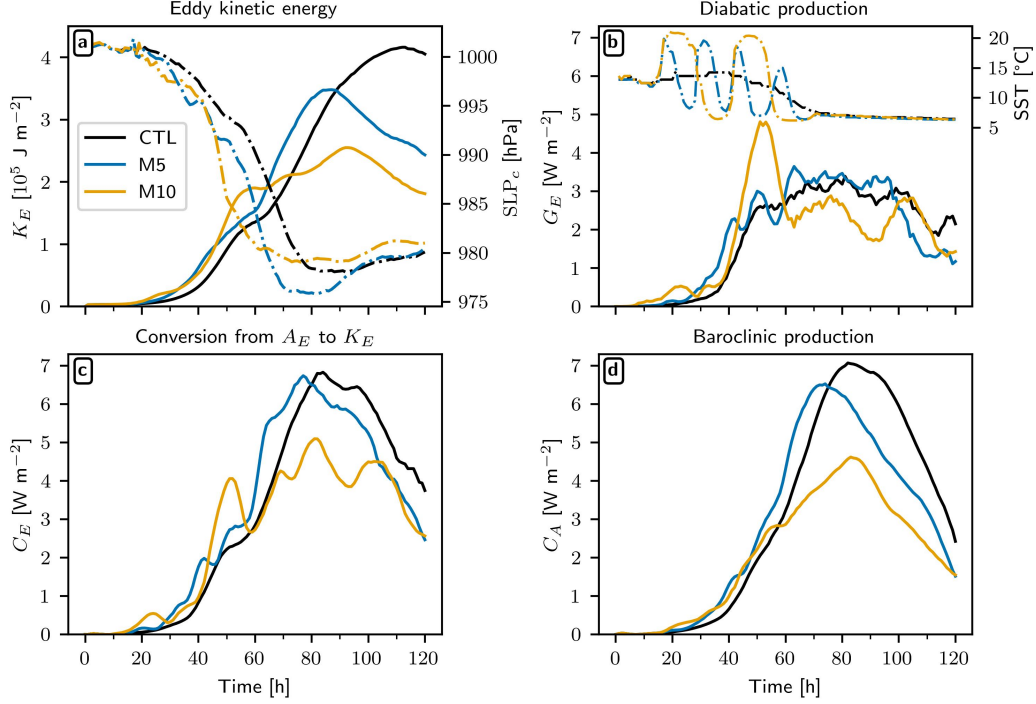 Eddy kinetic energy
a
4
3
2
1
0
K_E [10^5 J m^−2]
1000
995
990
985
980
975
SLP_c [hPa]
CTL
M5
M10
Diabatic production
b
7
6
5
4
3
2
1
0
G_E [W m^−2]
20
15
10
5
SST [°C]
Conversion from A_E to K_E
c
7
6
5
4
3
2
1
0
C_E [W m^−2]
0 20 40 60 80 100 120
Time [h]
Baroclinic production
d
7
6
5
4
3
2
1
0
C_A [W m^−2]
0 20 40 60 80 100 120
Time [h]